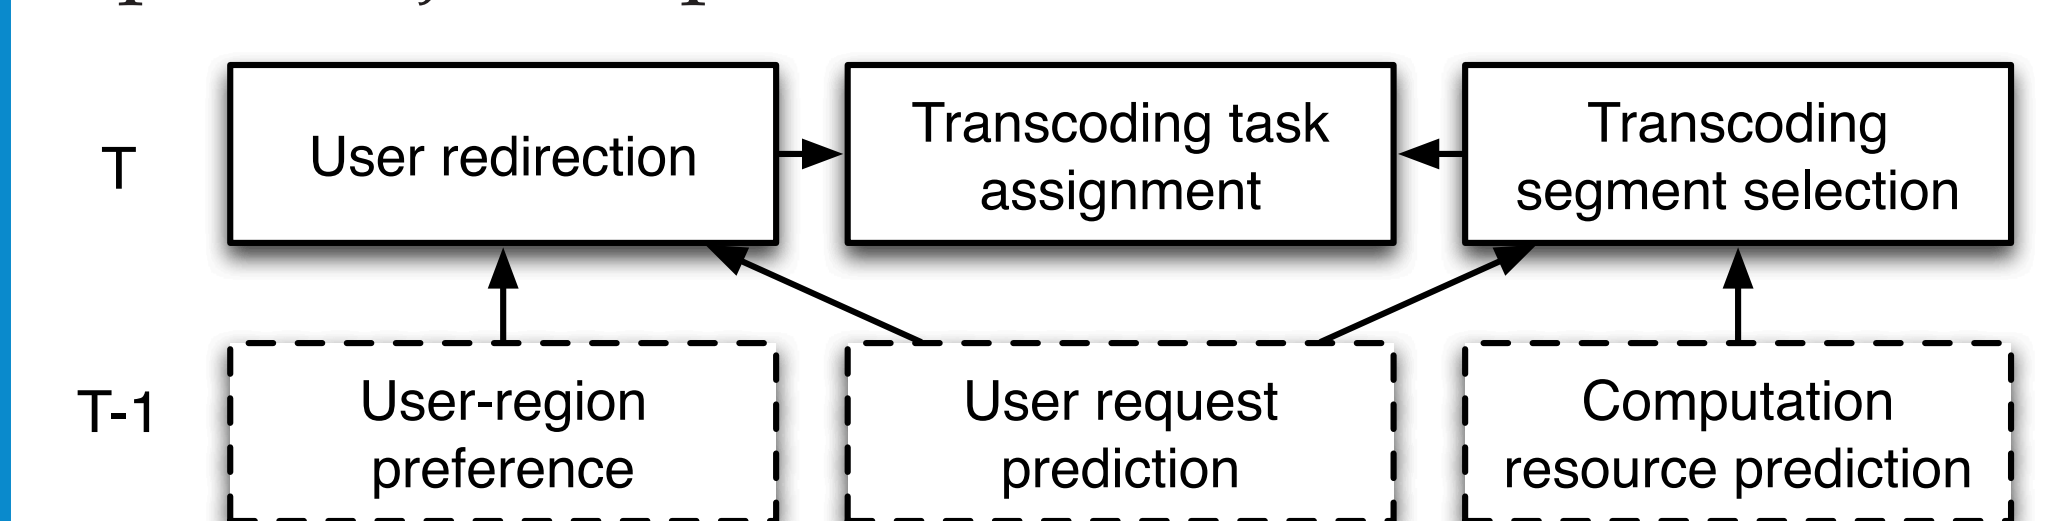 T
User redirection
Transcoding task
assignment
Transcoding
segment selection
T-1
User-region
preference
User request
prediction
Computation
resource prediction